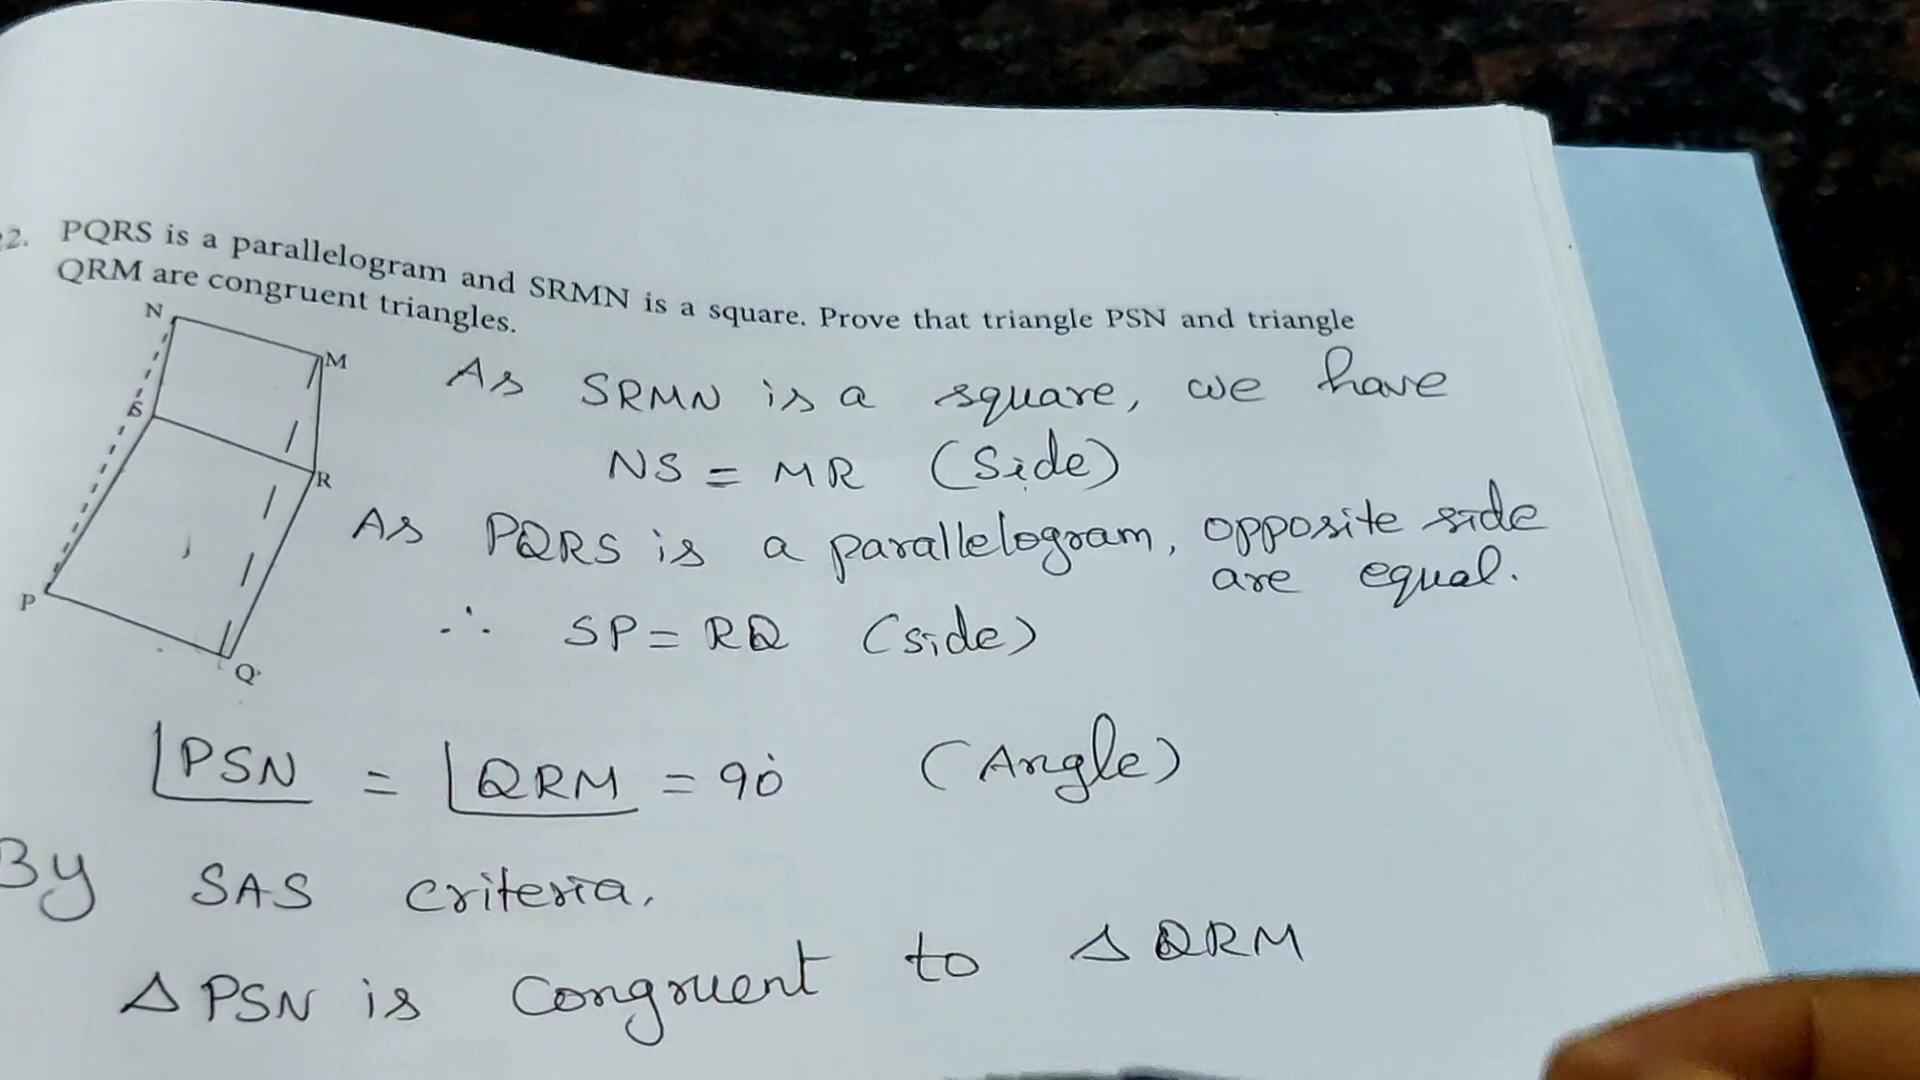 2. PQRS is a parallelogram and SRMN is a square. Prove that triangle PSN and triangle
QRM are congruent triangles.
N
M
S
R
P
Q
As SRMN is a square, we have
NS = MR (Side)
As PQRS is a parallelogram, opposite side
are equal.
∴ SP = RQ (side)
∠PSN = ∠QRM = 90° (Angle)
By SAS criteria,
△ PSN is congruent to △ QRM